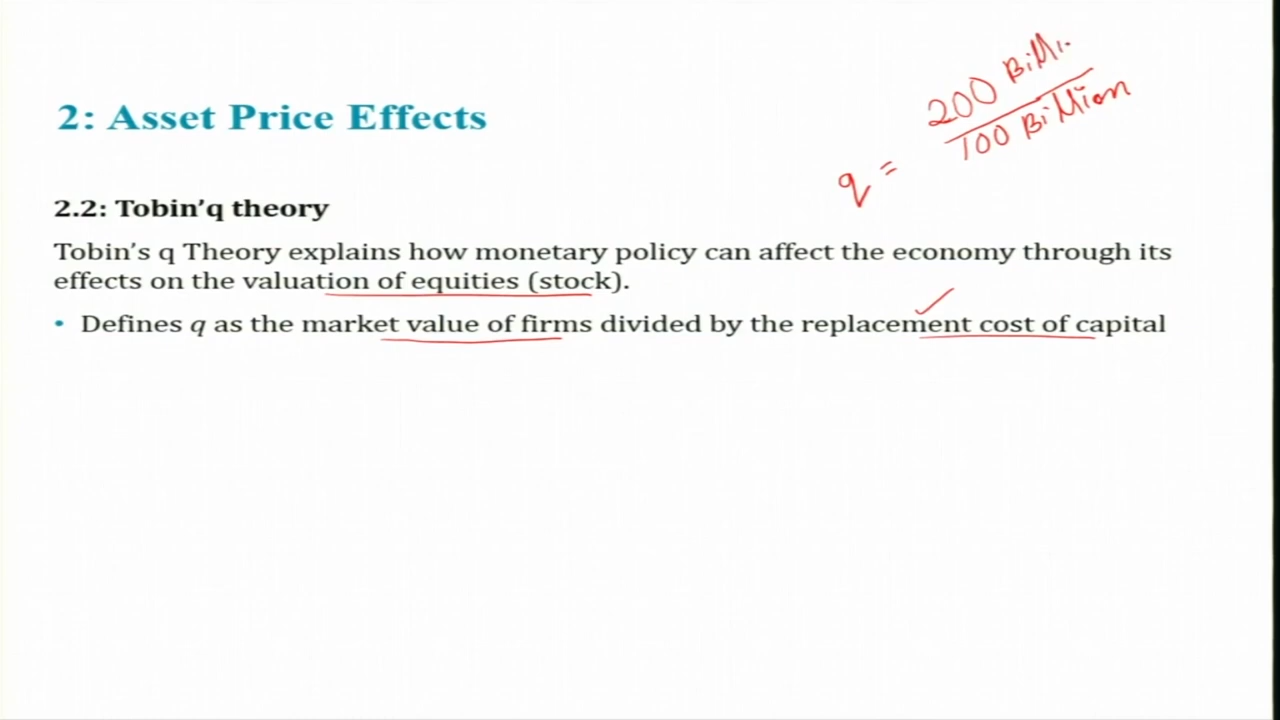 2: Asset Price Effects
q = 200 Billi.
100 Billion
2.2: Tobin’q theory
Tobin’s q Theory explains how monetary policy can affect the economy through its
effects on the valuation of equities (stock).
• Defines q as the market value of firms divided by the replacement cost of capital